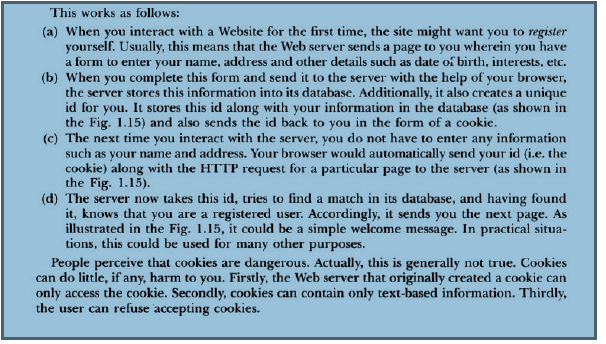 This works as follows:
(a) When you interact with a Website for the first time, the site might want you to register
yourself. Usually, this means that the Web server sends a page to you wherein you have
a form to enter your name, address and other details such as date of birth, interests, etc.
(b) When you complete this form and send it to the server with the help of your browser,
the server stores this information into its database. Additionally, it also creates a unique
id for you. It stores this id along with your information in the database (as shown in
the Fig. 1.15) and also sends the id back to you in the form of a cookie.
(c) The next time you interact with the server, you do not have to enter any information
such as your name and address. Your browser would automatically send your id (i.e. the
cookie) along with the HTTP request for a particular page to the server (as shown in
the Fig. 1.15).
(d) The server now takes this id, tries to find a match in its database, and having found
it, knows that you are a registered user. Accordingly, it sends you the next page. As
illustrated in the Fig. 1.15, it could be a simple welcome message. In practical situa-
tions, this could be used for many other purposes.
People perceive that cookies are dangerous. Actually, this is generally not true. Cookies
can do little, if any, harm to you. Firstly, the Web server that originally created a cookie can
only access the cookie. Secondly, cookies can contain only text-based information. Thirdly,
the user can refuse accepting cookies.